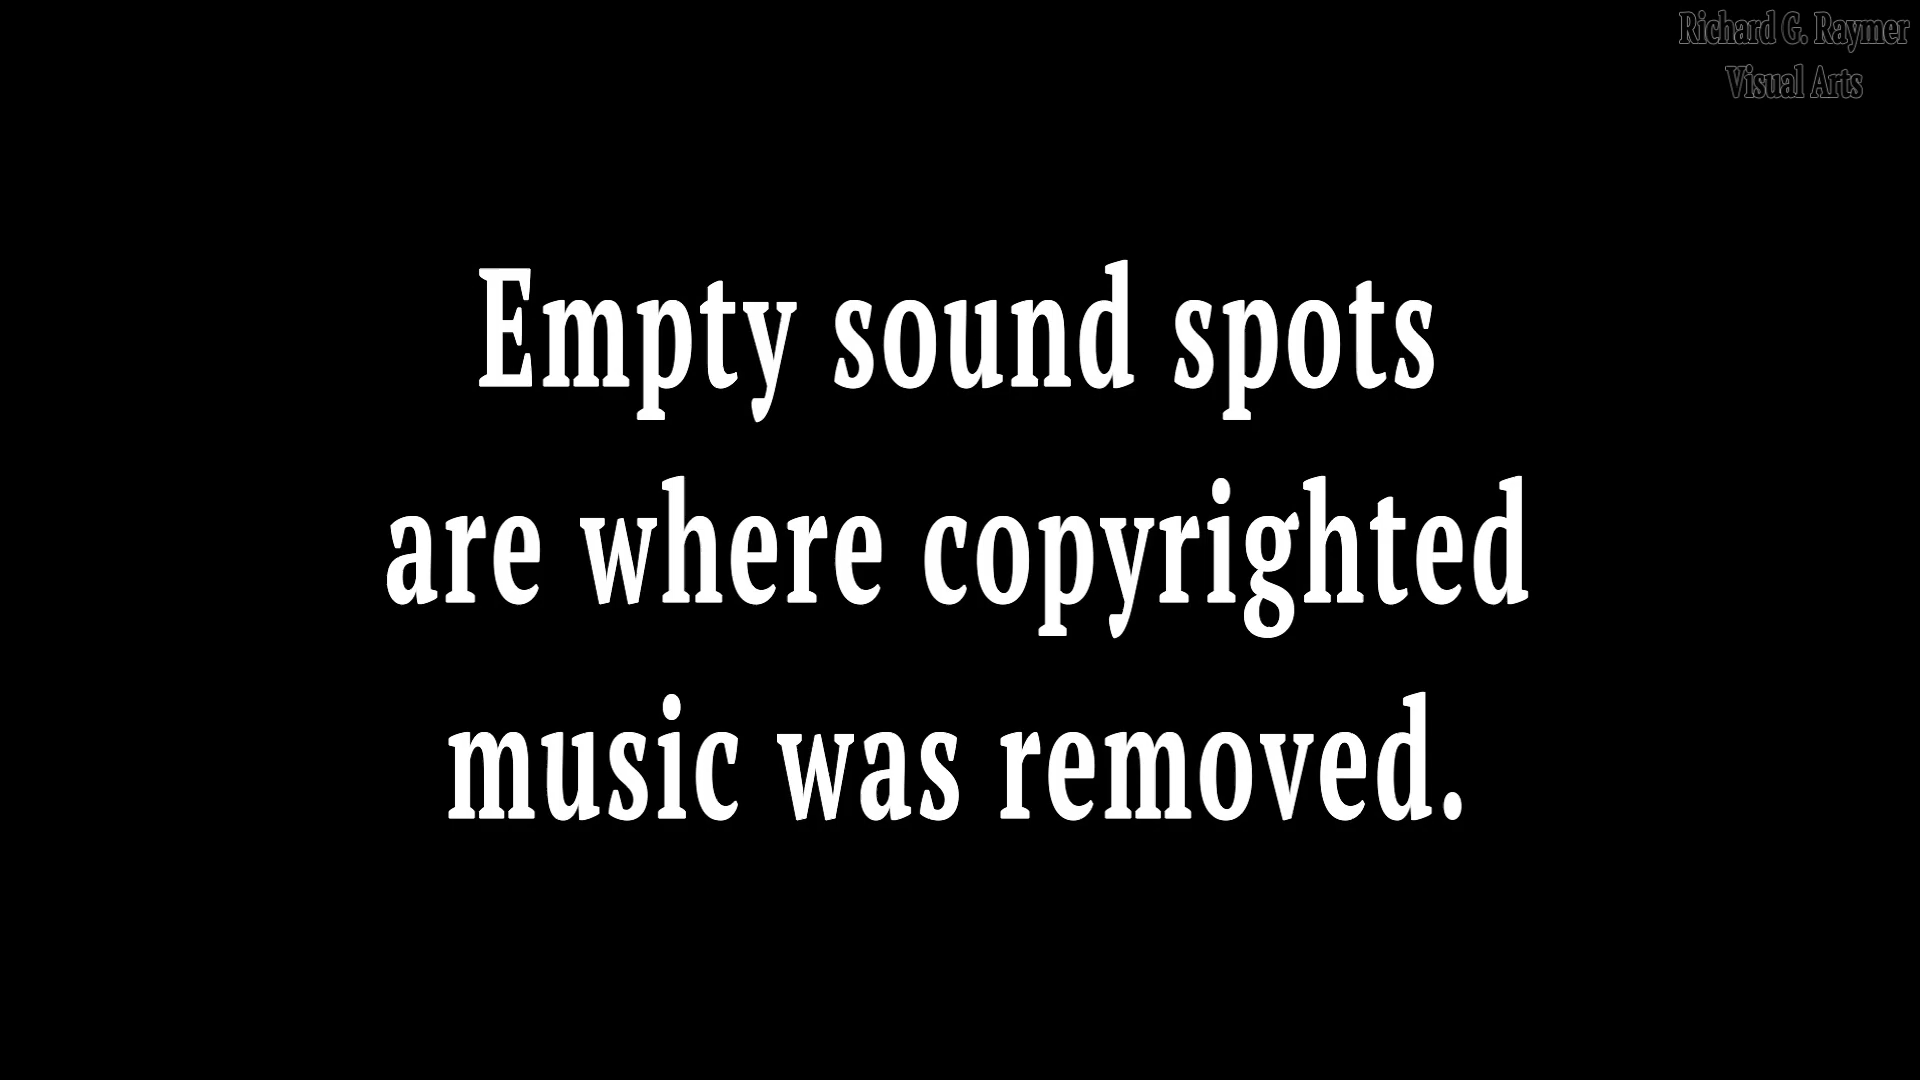 Richard G. Raymer
Visual Arts
Empty sound spots
are where copyrighted
music was removed.